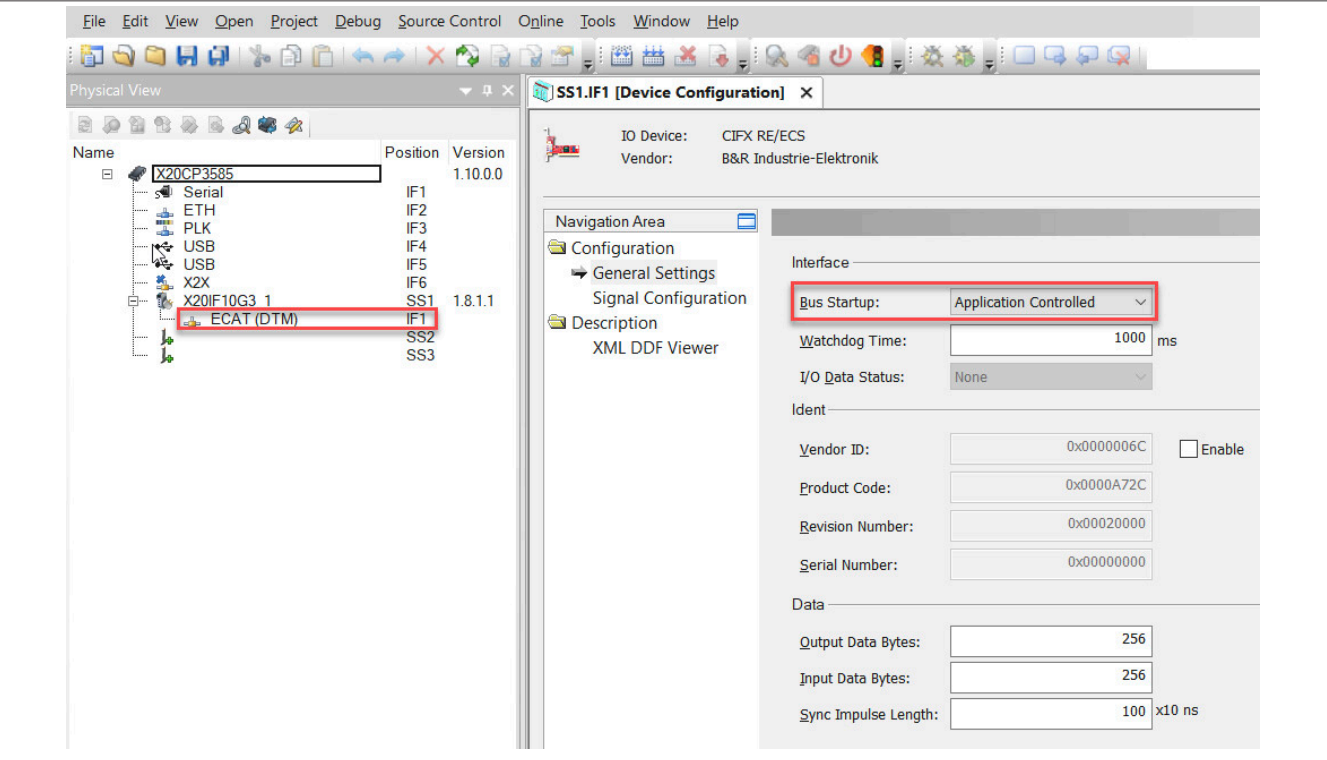 File Edit View Open Project Debug Source Control Online Tools Window Help
Physical View
Name Position Version
X20CP3585 1.10.0.0
Serial IF1
ETH IF2
PLK IF3
USB IF4
USB IF5
X2X IF6
X20IF10G3_1 SS1 1.8.1.1
ECAT (DTM) IF1
SS2
SS3
SS1.IF1 [Device Configuration]
IO Device: CIFX RE/ECS
Vendor: B&R Industrie-Elektronik
Navigation Area
Configuration
General Settings
Signal Configuration
Description
XML DDF Viewer
Interface
Bus Startup: Application Controlled
Watchdog Time: 1000 ms
I/O Data Status: None
Ident
Vendor ID: 0x0000006C Enable
Product Code: 0x0000A72C
Revision Number: 0x00020000
Serial Number: 0x00000000
Data
Output Data Bytes: 256
Input Data Bytes: 256
Sync Impulse Length: 100 x10 ns